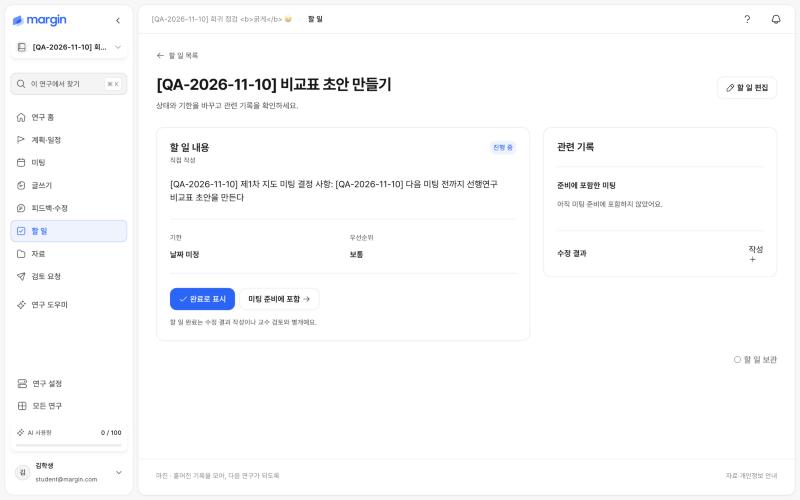 margin
[QA-2026-11-10] 회...
이 연구에서 찾기
⌘ K
연구 홈
계획·일정
미팅
글쓰기
피드백·수정
할 일
자료
검토 요청
연구 도우미
연구 설정
모든 연구
AI 사용량 0 / 100
김
김학생
student@margin.com
[QA-2026-11-10] 회귀 점검 <b>굵게</b> 😀 할 일
?
← 할 일 목록
[QA-2026-11-10] 비교표 초안 만들기
상태와 기한을 바꾸고 관련 기록을 확인하세요.
할 일 편집
할 일 내용
진행 중
직접 작성
[QA-2026-11-10] 제1차 지도 미팅 결정 사항: [QA-2026-11-10] 다음 미팅 전까지 선행연구
비교표 초안을 만든다
기한
우선순위
날짜 미정
보통
✓ 완료로 표시
미팅 준비에 포함 →
할 일 완료는 수정 결과 작성이나 교수 검토와 별개예요.
관련 기록
준비에 포함한 미팅
아직 미팅 준비에 포함하지 않았어요.
수정 결과
작성
+
할 일 보관
마진 · 흩어진 기록을 모아, 다음 연구가 되도록
자료·개인정보 안내